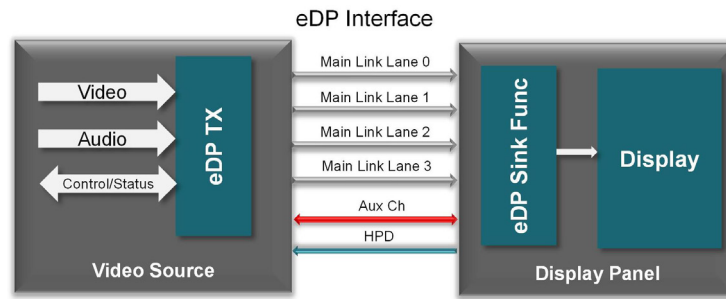 eDP Interface
Video
Audio
Control/Status
eDP TX
Video Source
Main Link Lane 0
Main Link Lane 1
Main Link Lane 2
Main Link Lane 3
Aux Ch
HPD
eDP Sink Func
Display
Display Panel